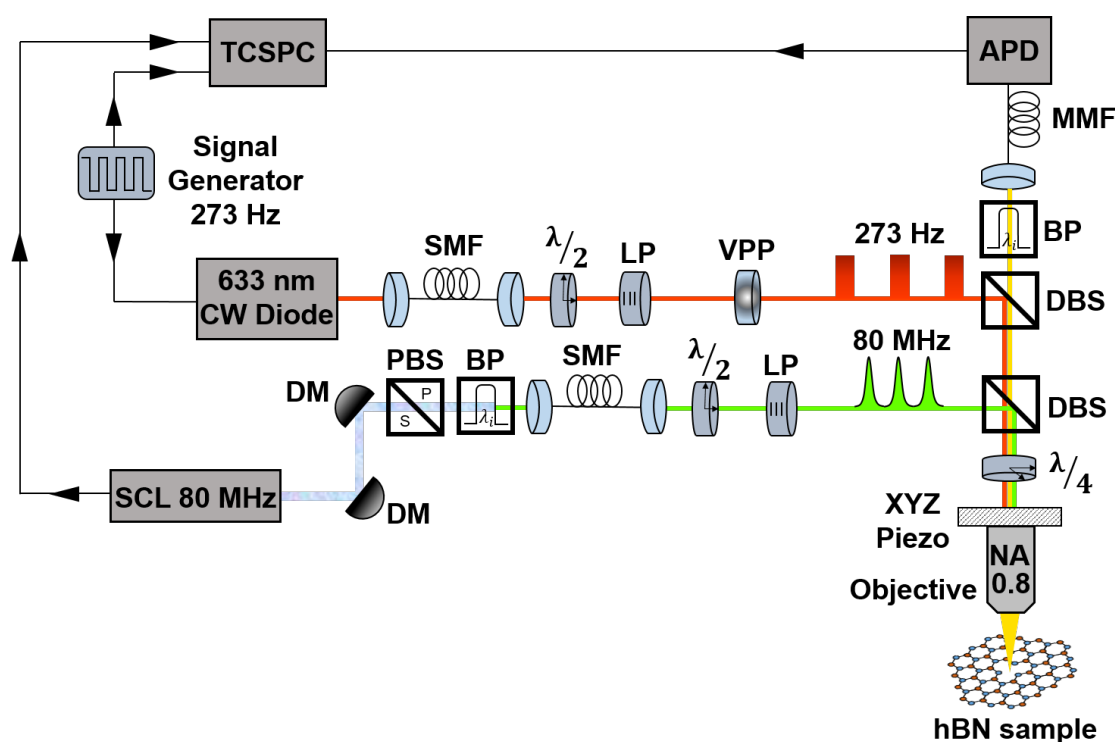 TCSPC
APD
MMF
Signal
Generator
273 Hz
BP
λi
SMF
λ/2
LP
VPP
273 Hz
633 nm
CW Diode
DBS
PBS
BP
SMF
λ/2
LP
80 MHz
DM
P
S
λi
DBS
SCL 80 MHz
DM
λ/4
XYZ
Piezo
NA
0.8
Objective
hBN sample